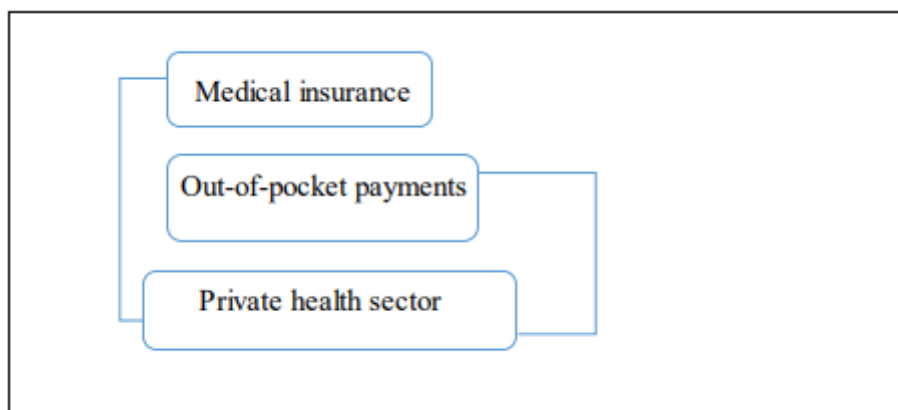 Medical insurance
Out-of-pocket payments
Private health sector